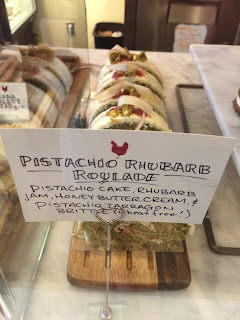 PISTACHIO RHUBARB
ROULADE
PISTACHIO CAKE, RHUBARB
JAM, HONEY BUTTER CREAM, &
PISTACHIO TARRAGON
BRITTLE (wheat free!)